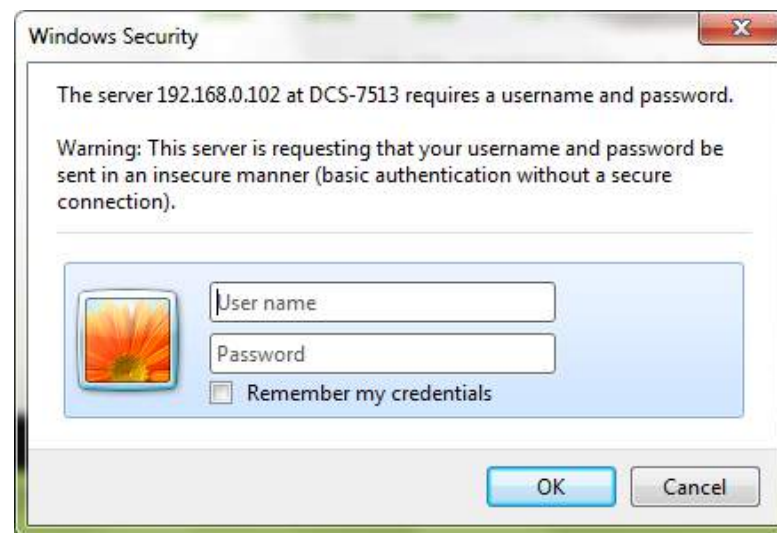 Windows Security
The server 192.168.0.102 at DCS-7513 requires a username and password.
Warning: This server is requesting that your username and password be
sent in an insecure manner (basic authentication without a secure
connection).
User name
Password
Remember my credentials
OK Cancel